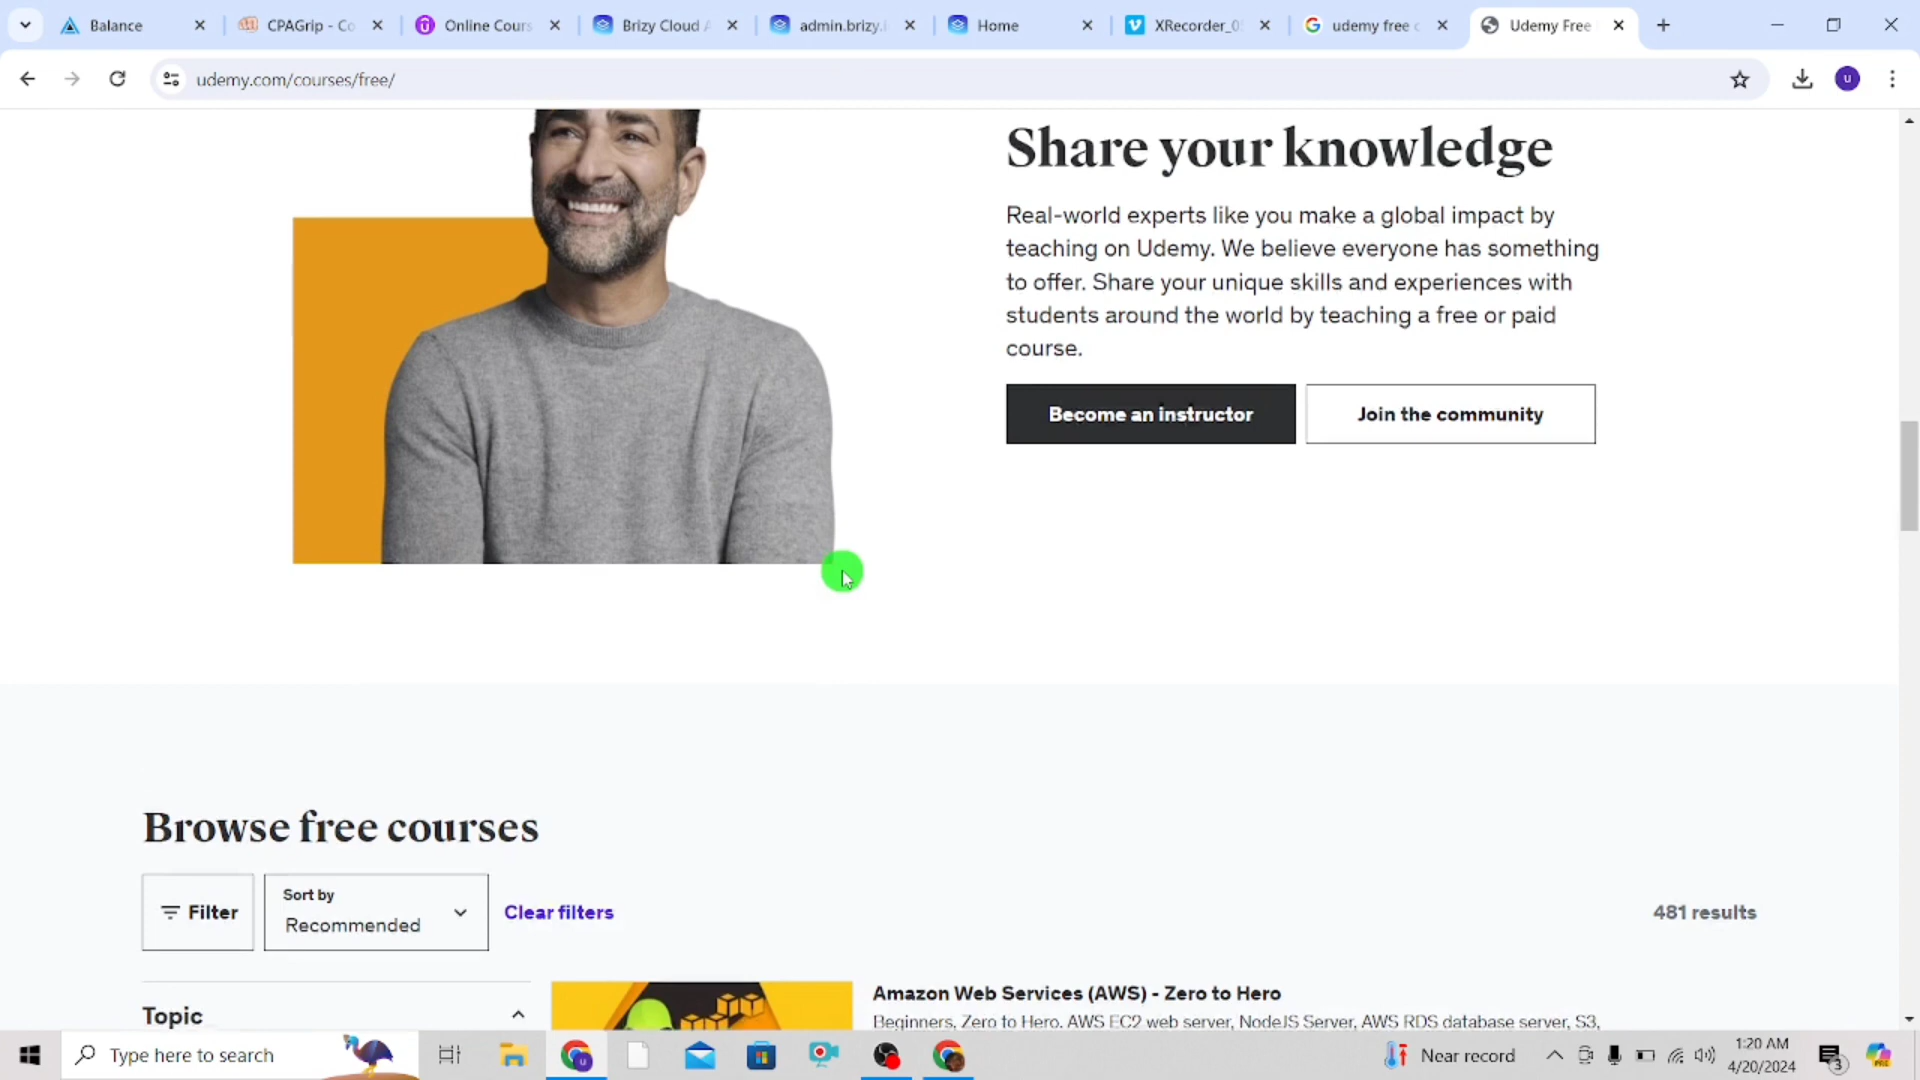 Balance
CPAGrip - Co
Online Cours
Brizy Cloud A
admin.brizy.i
Home
XRecorder_0
udemy free c
Udemy Free
udemy.com/courses/free/
u
Share your knowledge
Real-world experts like you make a global impact by
teaching on Udemy. We believe everyone has something
to offer. Share your unique skills and experiences with
students around the world by teaching a free or paid
course.
Become an instructor
Join the community
Browse free courses
Filter
Sort by
Recommended
Clear filters
481 results
Topic
Amazon Web Services (AWS) - Zero to Hero
Beginners, Zero to Hero. AWS EC2 web server, NodeJS Server, AWS RDS database server, S3,
Type here to search
Near record
1:20 AM
4/20/2024
3